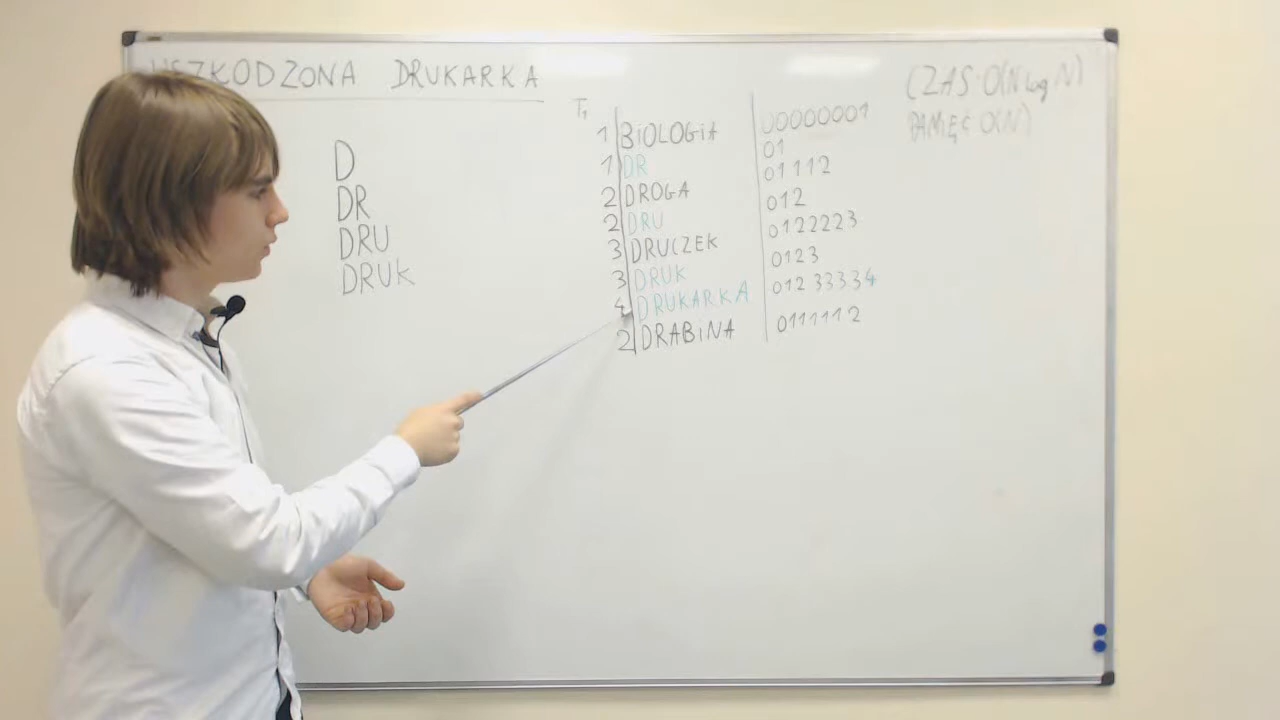 USZKODZONA DRUKARKA
CZAS O(N log N)
PAMIĘĆ O(N)
D
DR
DRU
DRUK
T₁
1 BiOLOGiA 00000001
1 DR 01
2 DROGA 01112
2 DRU 012
3 DRUCZEK 0122223
3 DRUK 0123
4 DRUKARKA 01233334
2 DRABiNA 0111112